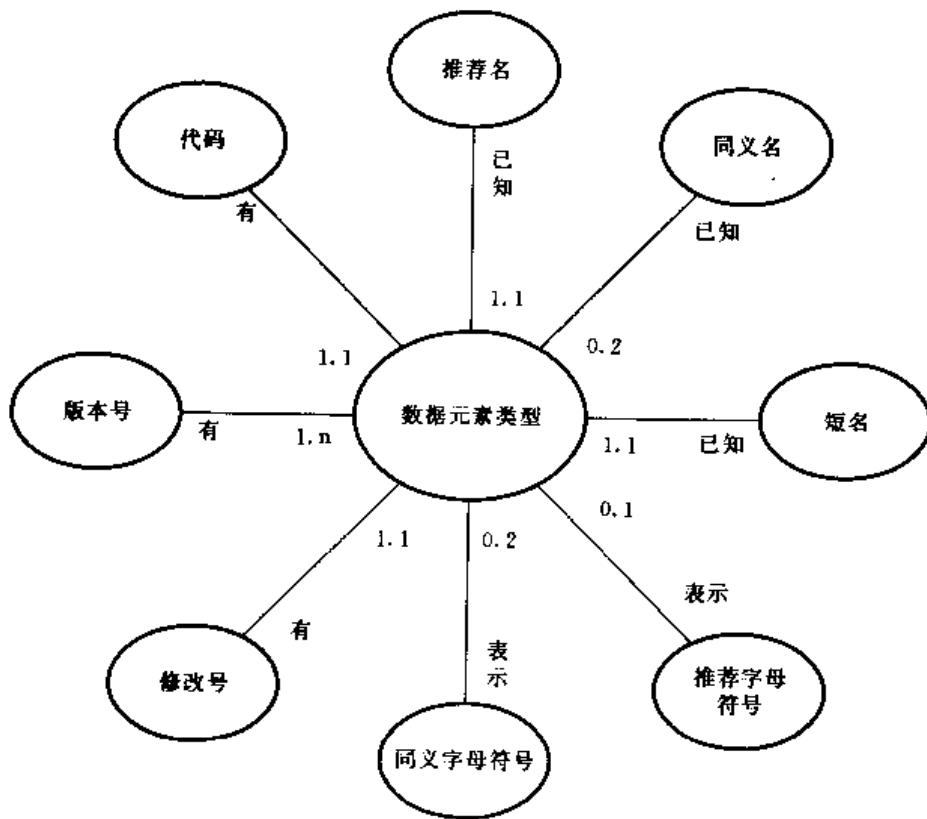 推荐名
代码
同义名
已
知
有
已知
1.1
0.2
1.1
版本号
数据元素类型
短名
有
1.n
1.1
已知
0.1
1.1
0.2
表示
有
表
示
修改号
推荐字母
符号
同义字母符号